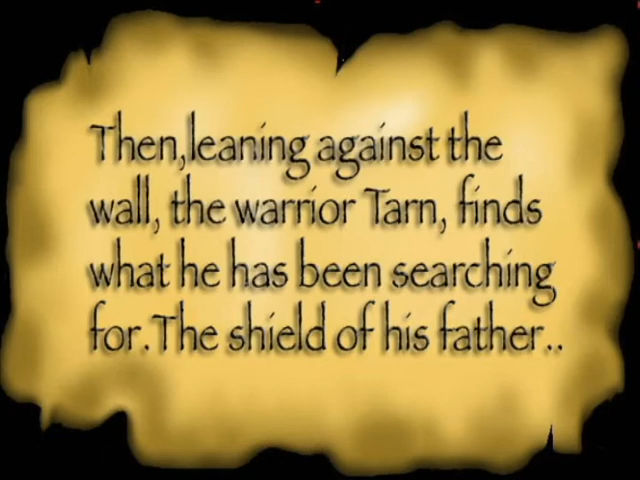 Then,leaning against the
wall, the warrior Tarn, finds
what he has been searching
for.The shield of his father..